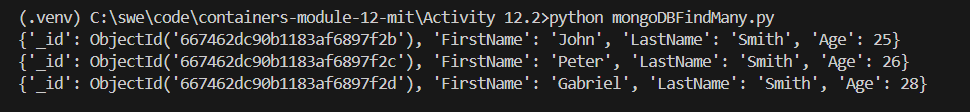 (.venv) C:\swe\code\containers-module-12-mit\Activity 12.2>python mongoDBFindMany.py
{'_id': ObjectId('667462dc90b1183af6897f2b'), 'FirstName': 'John', 'LastName': 'Smith', 'Age': 25}
{'_id': ObjectId('667462dc90b1183af6897f2c'), 'FirstName': 'Peter', 'LastName': 'Smith', 'Age': 26}
{'_id': ObjectId('667462dc90b1183af6897f2d'), 'FirstName': 'Gabriel', 'LastName': 'Smith', 'Age': 28}